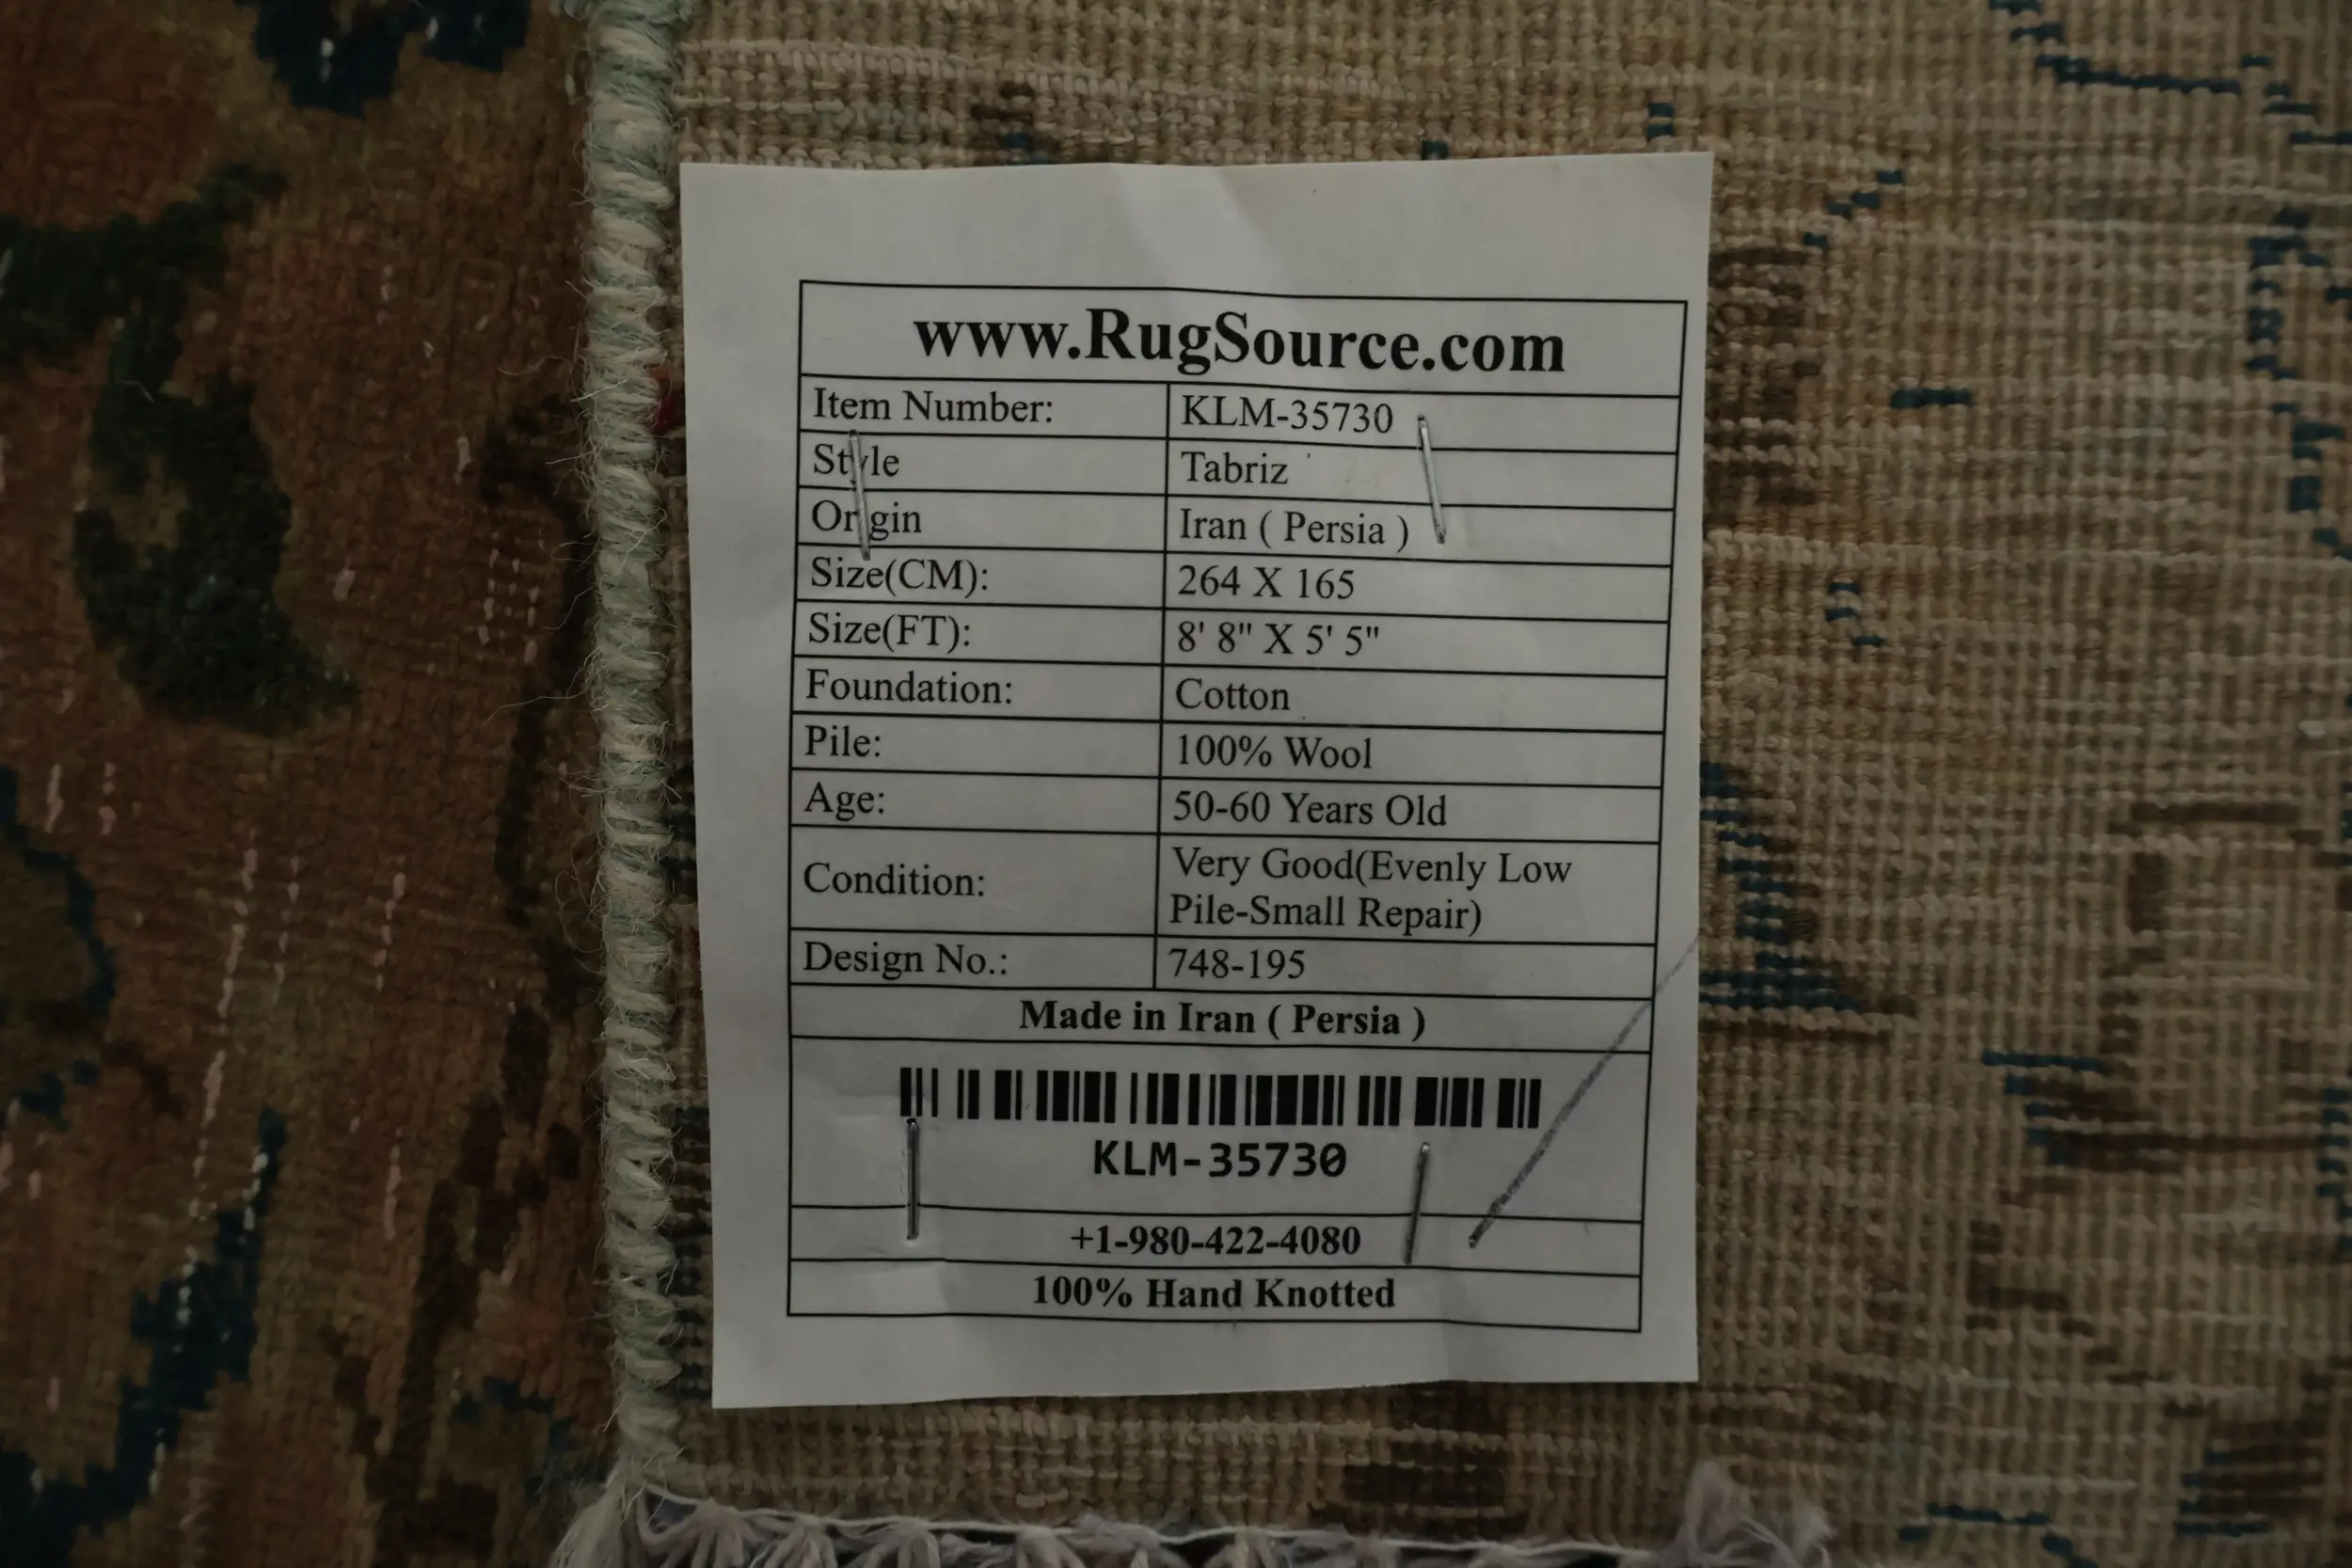 www.RugSource.com
Item Number: KLM-35730
Style Tabriz
Origin Iran ( Persia )
Size(CM): 264 X 165
Size(FT): 8' 8" X 5' 5"
Foundation: Cotton
Pile: 100% Wool
Age: 50-60 Years Old
Condition: Very Good(Evenly Low
Pile-Small Repair)
Design No.: 748-195
Made in Iran ( Persia )
KLM-35730
+1-980-422-4080
100% Hand Knotted